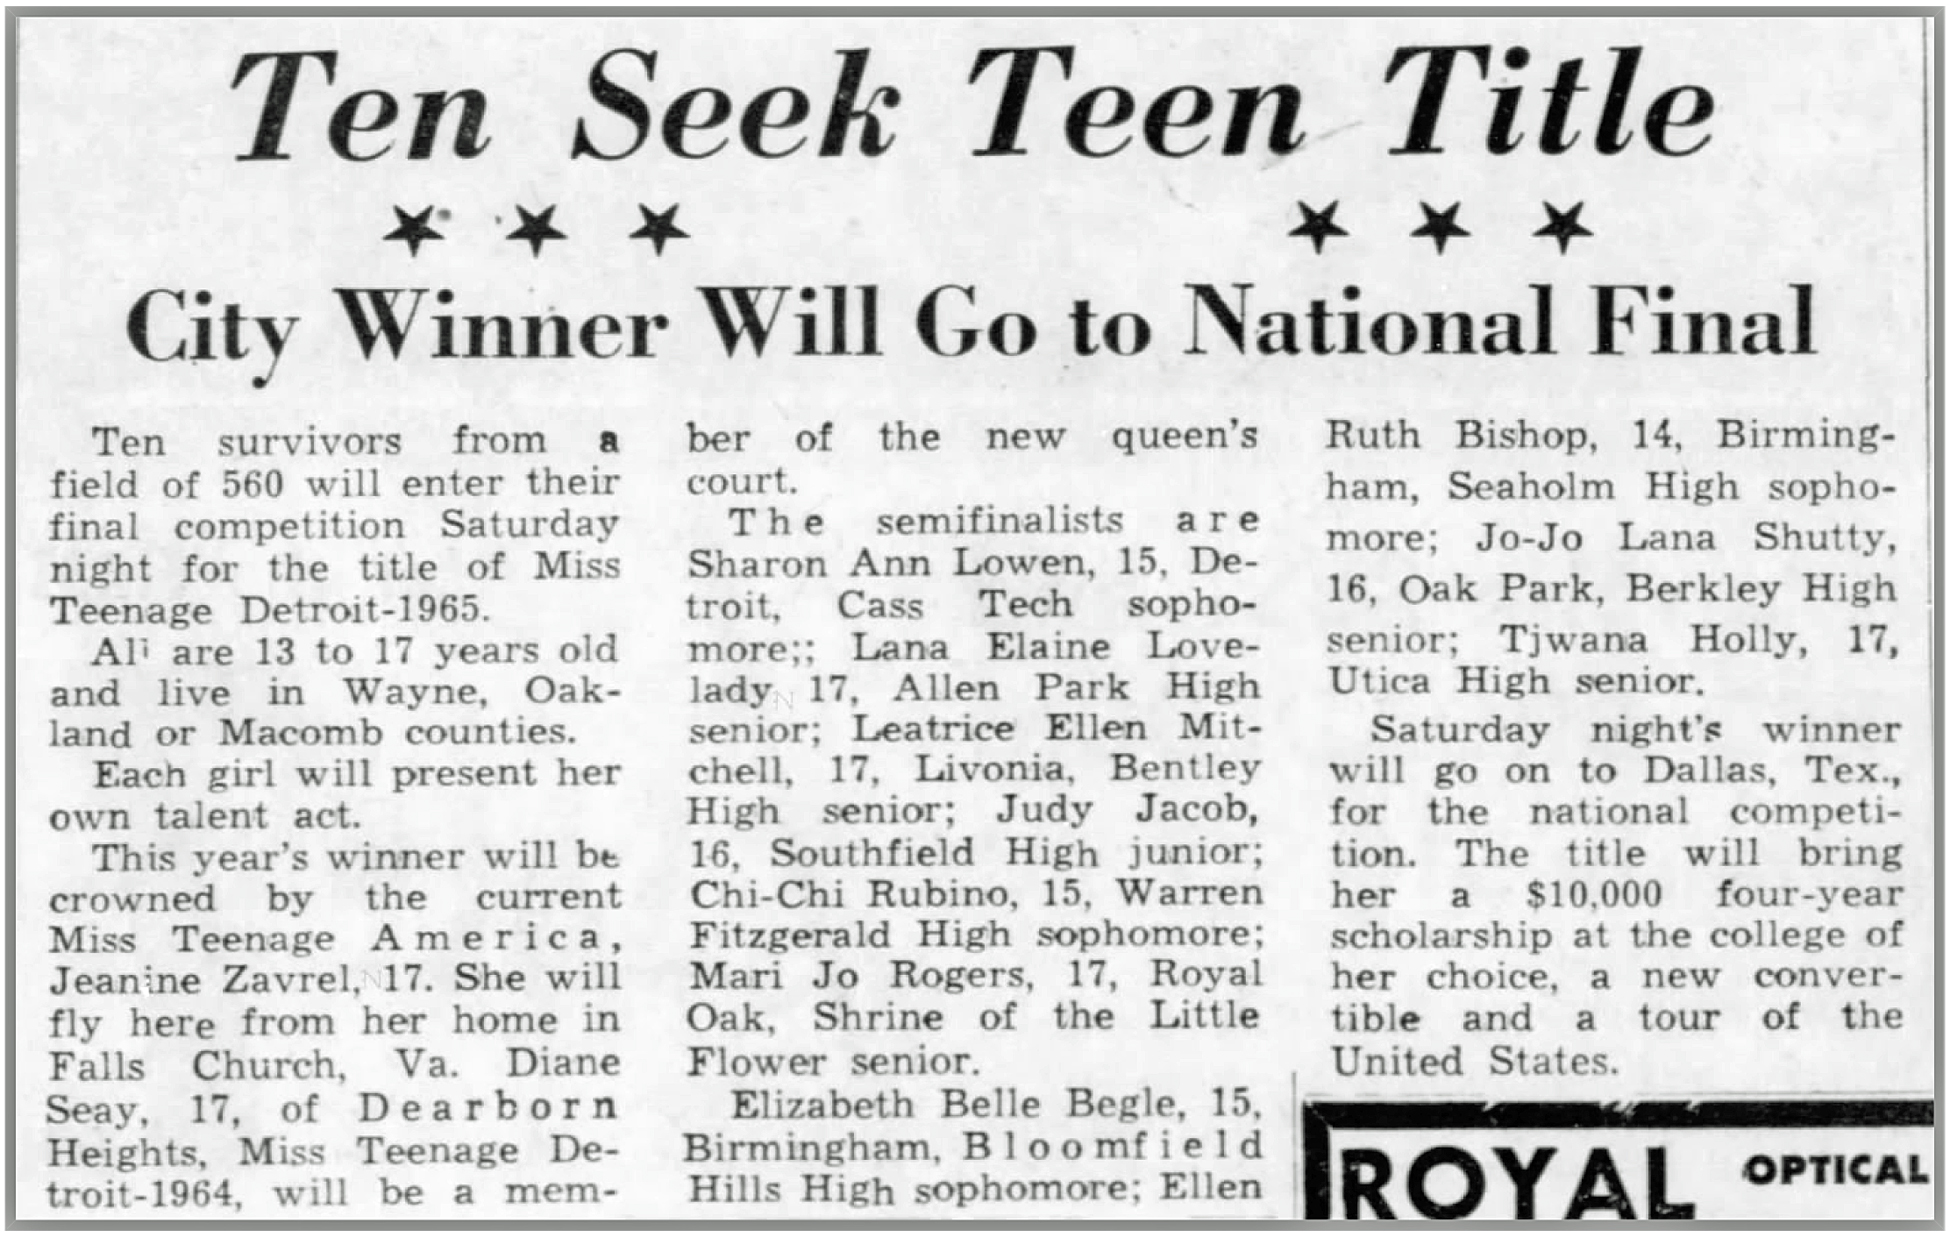 Ten Seek Teen Title
★ ★ ★ ★ ★ ★
City Winner Will Go to National Final
Ten survivors from a
field of 560 will enter their
final competition Saturday
night for the title of Miss
Teenage Detroit-1965.
All are 13 to 17 years old
and live in Wayne, Oak-
land or Macomb counties.
Each girl will present her
own talent act.
This year's winner will be
crowned by the current
Miss Teenage America,
Jeanine Zavrel, 17. She will
fly here from her home in
Falls Church, Va. Diane
Seay, 17, of Dearborn
Heights, Miss Teenage De-
troit-1964, will be a mem-
ber of the new queen's
court.
The semifinalists are
Sharon Ann Lowen, 15, De-
troit, Cass Tech sopho-
more;; Lana Elaine Love-
lady, 17, Allen Park High
senior; Leatrice Ellen Mit-
chell, 17, Livonia, Bentley
High senior; Judy Jacob,
16, Southfield High junior;
Chi-Chi Rubino, 15, Warren
Fitzgerald High sophomore;
Mari Jo Rogers, 17, Royal
Oak, Shrine of the Little
Flower senior.
Elizabeth Belle Begle, 15,
Birmingham, Bloomfield
Hills High sophomore; Ellen
Ruth Bishop, 14, Birming-
ham, Seaholm High sopho-
more; Jo-Jo Lana Shutty,
16, Oak Park, Berkley High
senior; Tjwana Holly, 17,
Utica High senior.
Saturday night's winner
will go on to Dallas, Tex.,
for the national competi-
tion. The title will bring
her a $10,000 four-year
scholarship at the college of
her choice, a new conver-
tible and a tour of the
United States.
ROYAL OPTICAL